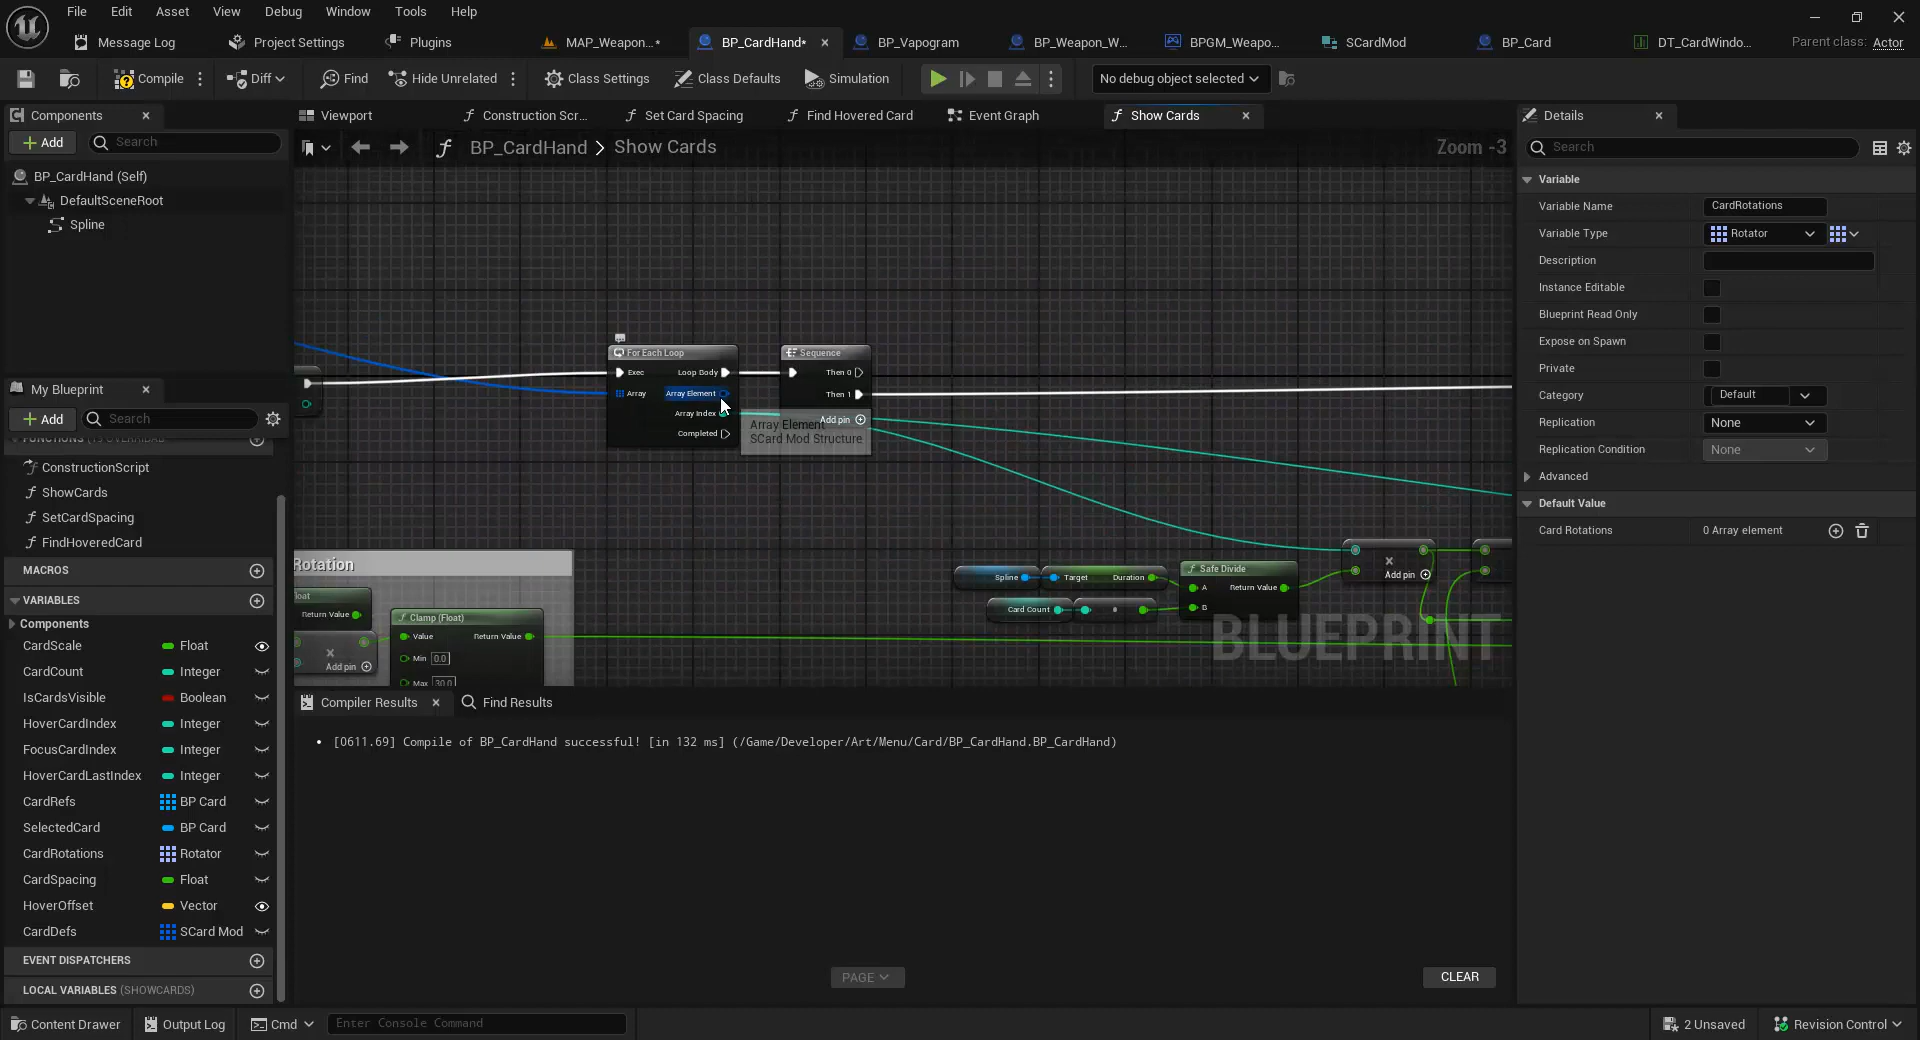 File Edit Asset View Debug Window Tools Help
Message Log Project Settings Plugins MAP_Weapon...* BP_CardHand* BP_Vapogram BP_Weapon_W... BPGM_Weapo... SCardMod BP_Card DT_CardWindo... Parent class: Actor
Compile Diff Find Hide Unrelated Class Settings Class Defaults Simulation No debug object selected
Components
Add Search
BP_CardHand (Self)
DefaultSceneRoot
Spline
My Blueprint
Add Search
ConstructionScript
ShowCards
SetCardSpacing
FindHoveredCard
MACROS
VARIABLES
Components
CardScale Float
CardCount Integer
IsCardsVisible Boolean
HoverCardIndex Integer
FocusCardIndex Integer
HoverCardLastIndex Integer
CardRefs BP Card
SelectedCard BP Card
CardRotations Rotator
CardSpacing Float
HoverOffset Vector
CardDefs SCard Mod
EVENT DISPATCHERS
LOCAL VARIABLES (SHOWCARDS)
Viewport Construction Scr... Set Card Spacing Find Hovered Card Event Graph Show Cards
BP_CardHand > Show Cards Zoom -3
For Each Loop
Exec Loop Body
Array Array Element
Array Index
Completed
Sequence
Then 0
Then 1
Add pin
Array Element
SCard Mod Structure
Rotation
loat
Return Value
Add pin
Clamp (Float)
Value Return Value
Min 0.0
Max 30.0
Spline Target Duration
Card Count
Safe Divide
A Return Value
B
Add pin
BLUEPRINT
Compiler Results Find Results
[0611.69] Compile of BP_CardHand successful! [in 132 ms] (/Game/Developer/Art/Menu/Card/BP_CardHand.BP_CardHand)
PAGE CLEAR
Details
Search
Variable
Variable Name CardRotations
Variable Type Rotator
Description
Instance Editable
Blueprint Read Only
Expose on Spawn
Private
Category Default
Replication None
Replication Condition None
Advanced
Default Value
Card Rotations 0 Array element
Content Drawer Output Log Cmd Enter Console Command 2 Unsaved Revision Control